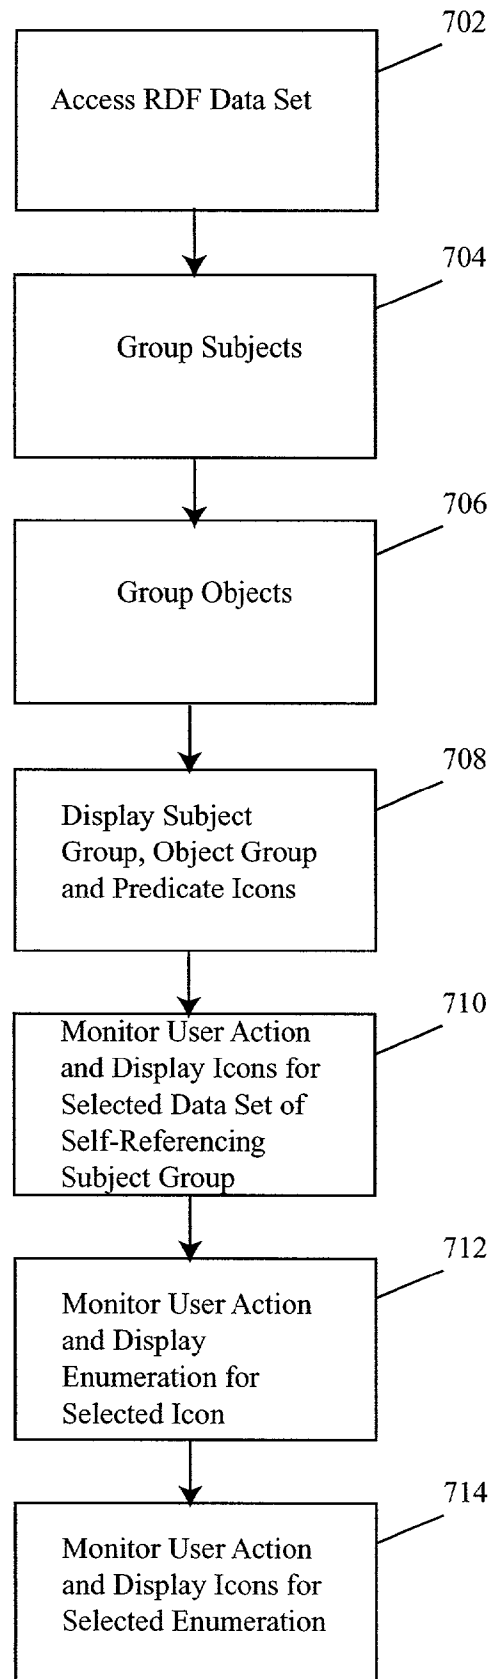 702
Access RDF Data Set
704
Group Subjects
706
Group Objects
708
Display Subject
Group, Object Group
and Predicate Icons
710
Monitor User Action
and Display Icons for
Selected Data Set of
Self-Referencing
Subject Group
712
Monitor User Action
and Display
Enumeration for
Selected Icon
714
Monitor User Action
and Display Icons for
Selected Enumeration